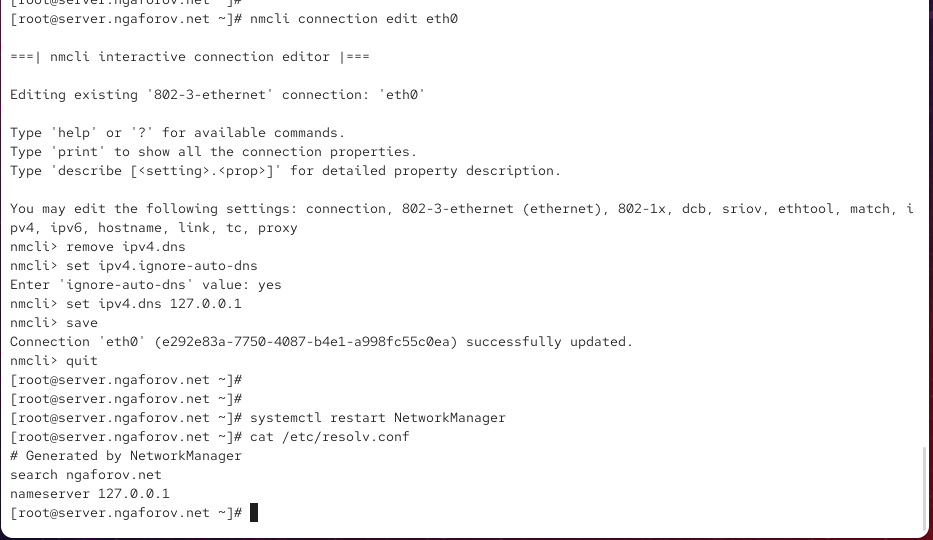 [root@server.ngaforov.net ~]#
[root@server.ngaforov.net ~]# nmcli connection edit eth0
===| nmcli interactive connection editor |===
Editing existing '802-3-ethernet' connection: 'eth0'
Type 'help' or '?' for available commands.
Type 'print' to show all the connection properties.
Type 'describe [<setting>.<prop>]' for detailed property description.
You may edit the following settings: connection, 802-3-ethernet (ethernet), 802-1x, dcb, sriov, ethtool, match, i
pv4, ipv6, hostname, link, tc, proxy
nmcli> remove ipv4.dns
nmcli> set ipv4.ignore-auto-dns
Enter 'ignore-auto-dns' value: yes
nmcli> set ipv4.dns 127.0.0.1
nmcli> save
Connection 'eth0' (e292e83a-7750-4087-b4e1-a998fc55c0ea) successfully updated.
nmcli> quit
[root@server.ngaforov.net ~]#
[root@server.ngaforov.net ~]#
[root@server.ngaforov.net ~]# systemctl restart NetworkManager
[root@server.ngaforov.net ~]# cat /etc/resolv.conf
# Generated by NetworkManager
search ngaforov.net
nameserver 127.0.0.1
[root@server.ngaforov.net ~]#